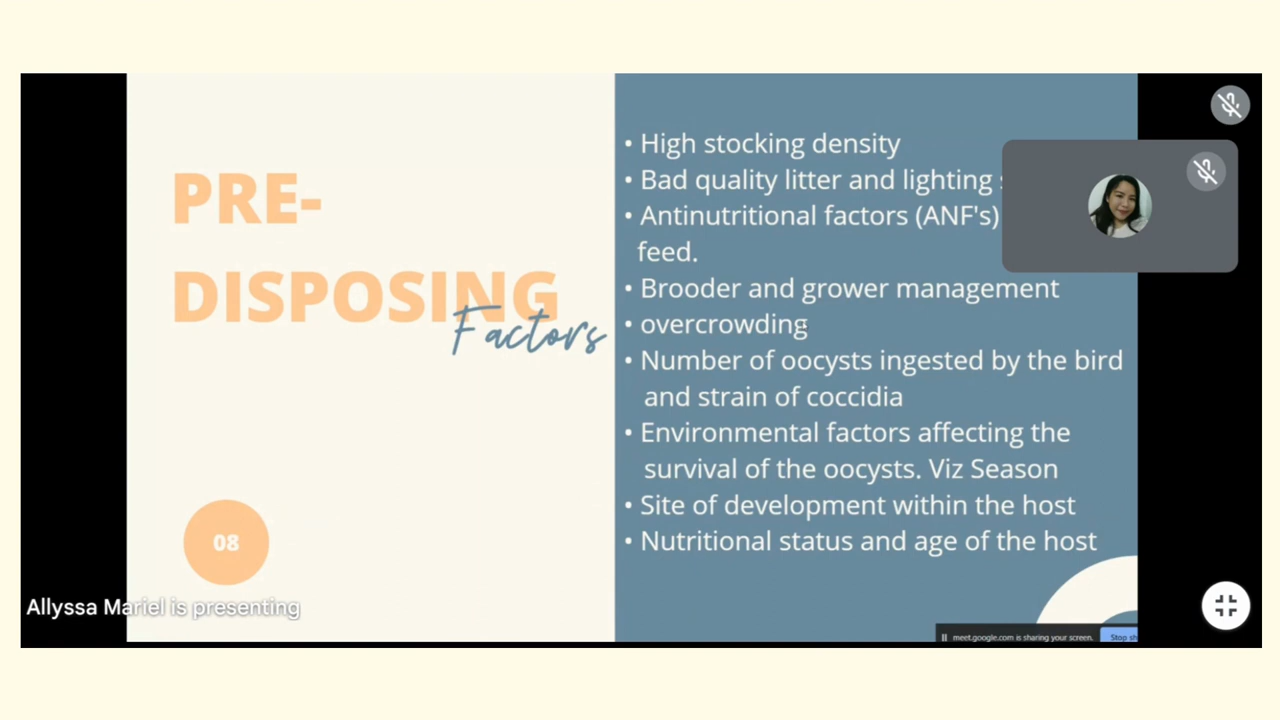 PRE-
DISPOSING
Factors
08
• High stocking density
• Bad quality litter and lighting
• Antinutritional factors (ANF's)
feed.
• Brooder and grower management
• overcrowding
• Number of oocysts ingested by the bird
and strain of coccidia
• Environmental factors affecting the
survival of the oocysts. Viz Season
• Site of development within the host
• Nutritional status and age of the host
Allyssa Mariel is presenting
meet.google.com is sharing your screen.
Stop